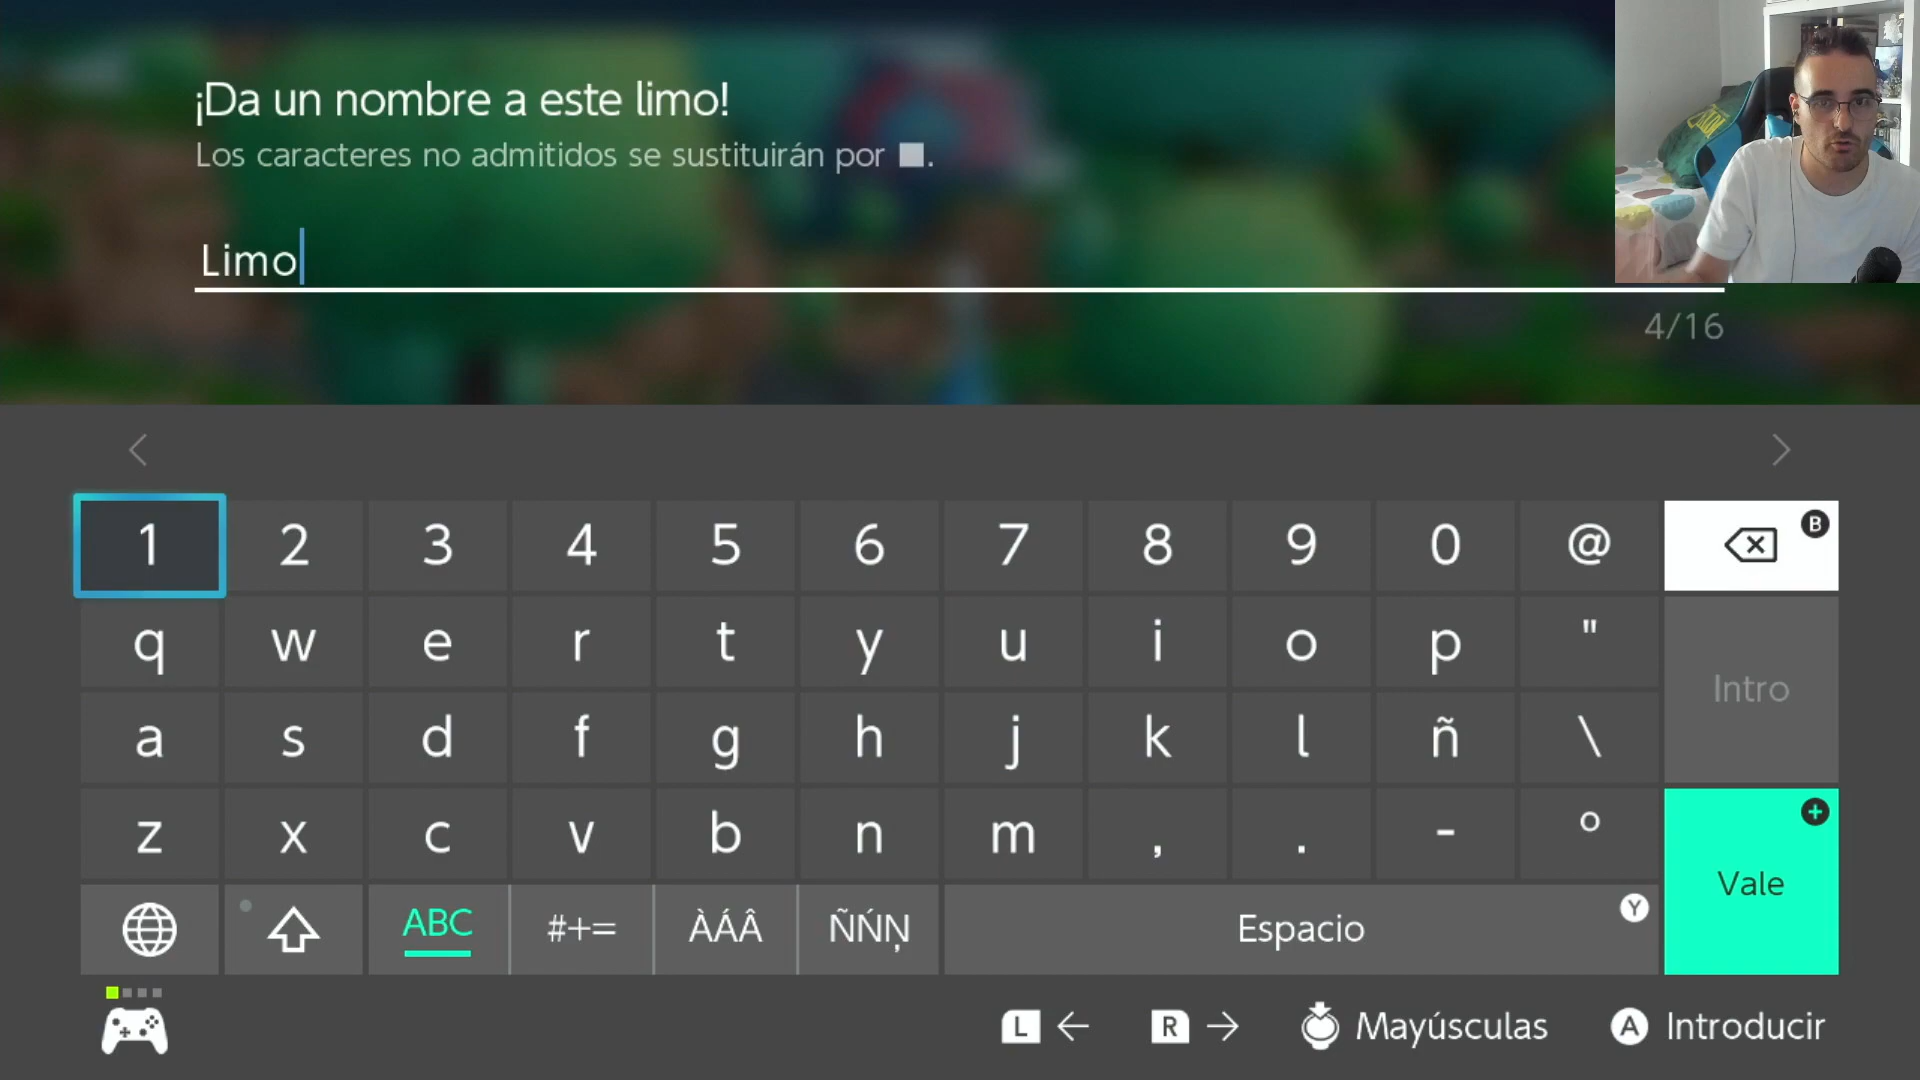 ¡Da un nombre a este limo!
Los caracteres no admitidos se sustituirán por ■.
Limo
4/16
1 2 3 4 5 6 7 8 9 0 @ B
q w e r t y u i o p "
Intro
a s d f g h j k l ñ \
z x c v b n m , . - º +
Vale
ABC #+= ÀÁÂ ÑŃŅ Espacio Y
L ← R → Mayúsculas A Introducir